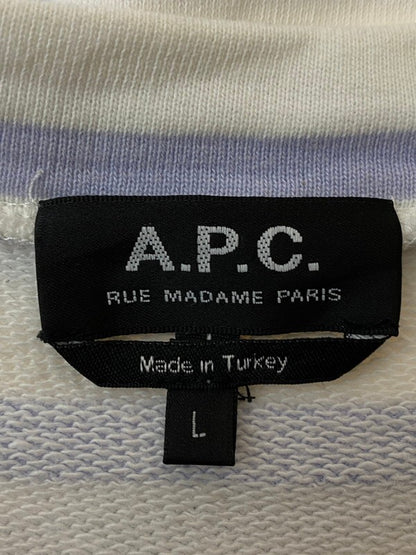 A.P.C.
RUE MADAME PARIS
Made in Turkey
L